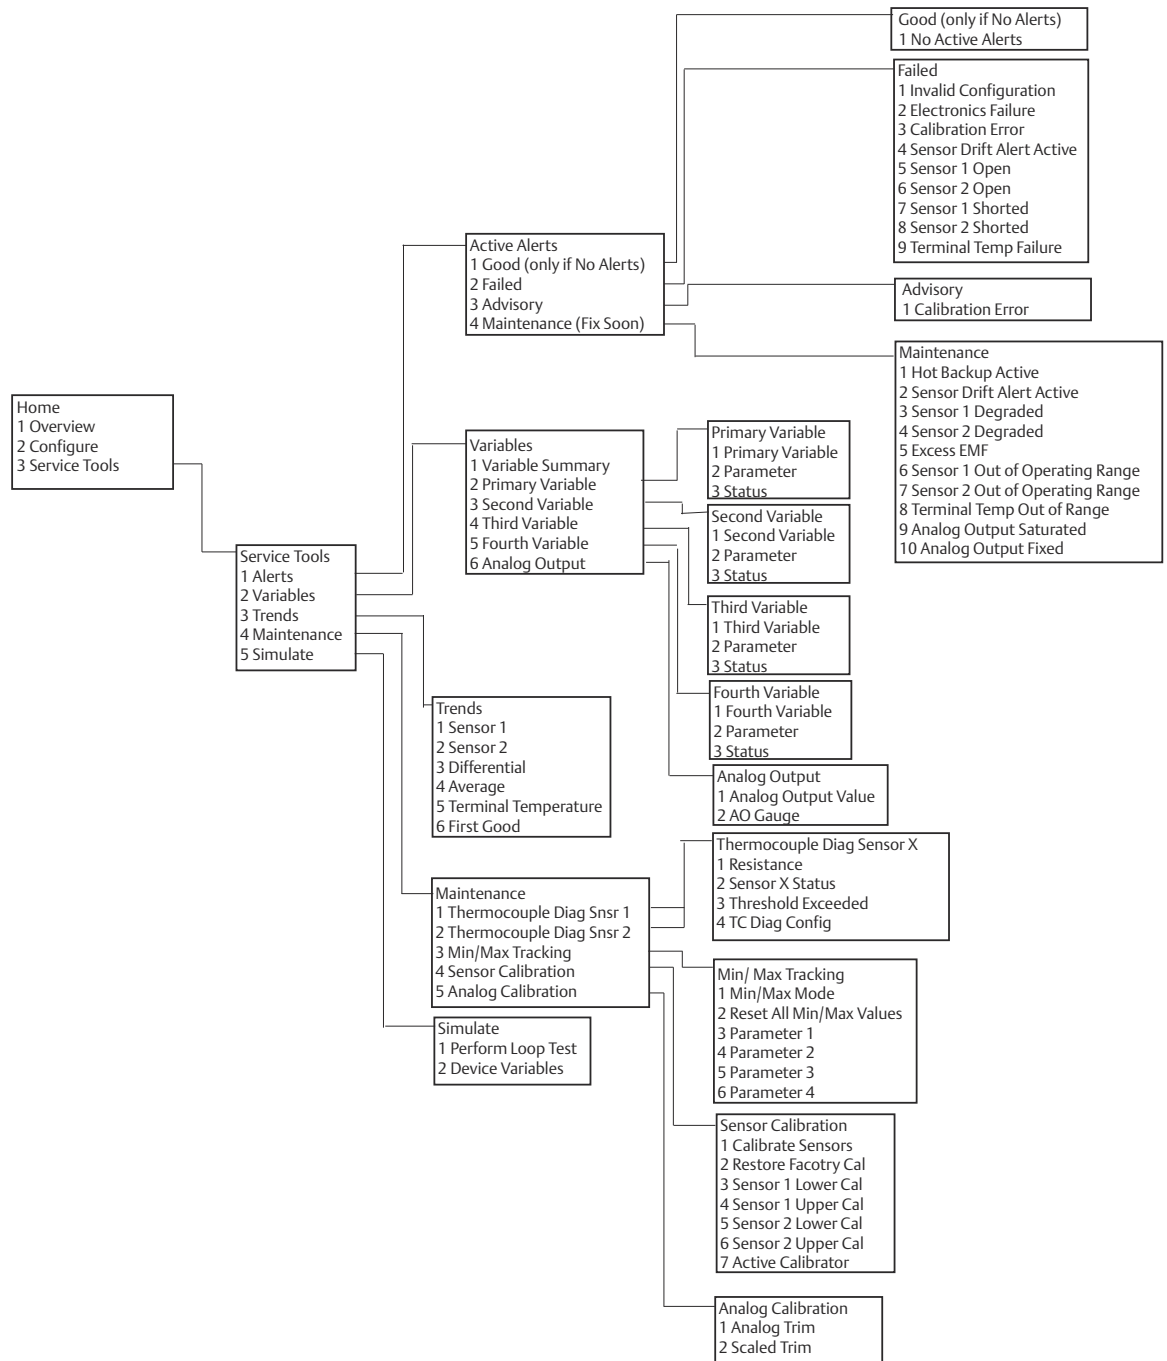 Home
1 Overview
2 Configure
3 Service Tools
Service Tools
1 Alerts
2 Variables
3 Trends
4 Maintenance
5 Simulate
Active Alerts
1 Good (only if No Alerts)
2 Failed
3 Advisory
4 Maintenance (Fix Soon)
Good (only if No Alerts)
1 No Active Alerts
Failed
1 Invalid Configuration
2 Electronics Failure
3 Calibration Error
4 Sensor Drift Alert Active
5 Sensor 1 Open
6 Sensor 2 Open
7 Sensor 1 Shorted
8 Sensor 2 Shorted
9 Terminal Temp Failure
Advisory
1 Calibration Error
Maintenance
1 Hot Backup Active
2 Sensor Drift Alert Active
3 Sensor 1 Degraded
4 Sensor 2 Degraded
5 Excess EMF
6 Sensor 1 Out of Operating Range
7 Sensor 2 Out of Operating Range
8 Terminal Temp Out of Range
9 Analog Output Saturated
10 Analog Output Fixed
Variables
1 Variable Summary
2 Primary Variable
3 Second Variable
4 Third Variable
5 Fourth Variable
6 Analog Output
Primary Variable
1 Primary Variable
2 Parameter
3 Status
Second Variable
1 Second Variable
2 Parameter
3 Status
Third Variable
1 Third Variable
2 Parameter
3 Status
Fourth Variable
1 Fourth Variable
2 Parameter
3 Status
Analog Output
1 Analog Output Value
2 AO Gauge
Trends
1 Sensor 1
2 Sensor 2
3 Differential
4 Average
5 Terminal Temperature
6 First Good
Maintenance
1 Thermocouple Diag Snsr 1
2 Thermocouple Diag Snsr 2
3 Min/Max Tracking
4 Sensor Calibration
5 Analog Calibration
Thermocouple Diag Sensor X
1 Resistance
2 Sensor X Status
3 Threshold Exceeded
4 TC Diag Config
Min/ Max Tracking
1 Min/Max Mode
2 Reset All Min/Max Values
3 Parameter 1
4 Parameter 2
5 Parameter 3
6 Parameter 4
Sensor Calibration
1 Calibrate Sensors
2 Restore Facotry Cal
3 Sensor 1 Lower Cal
4 Sensor 1 Upper Cal
5 Sensor 2 Lower Cal
6 Sensor 2 Upper Cal
7 Active Calibrator
Analog Calibration
1 Analog Trim
2 Scaled Trim
Simulate
1 Perform Loop Test
2 Device Variables